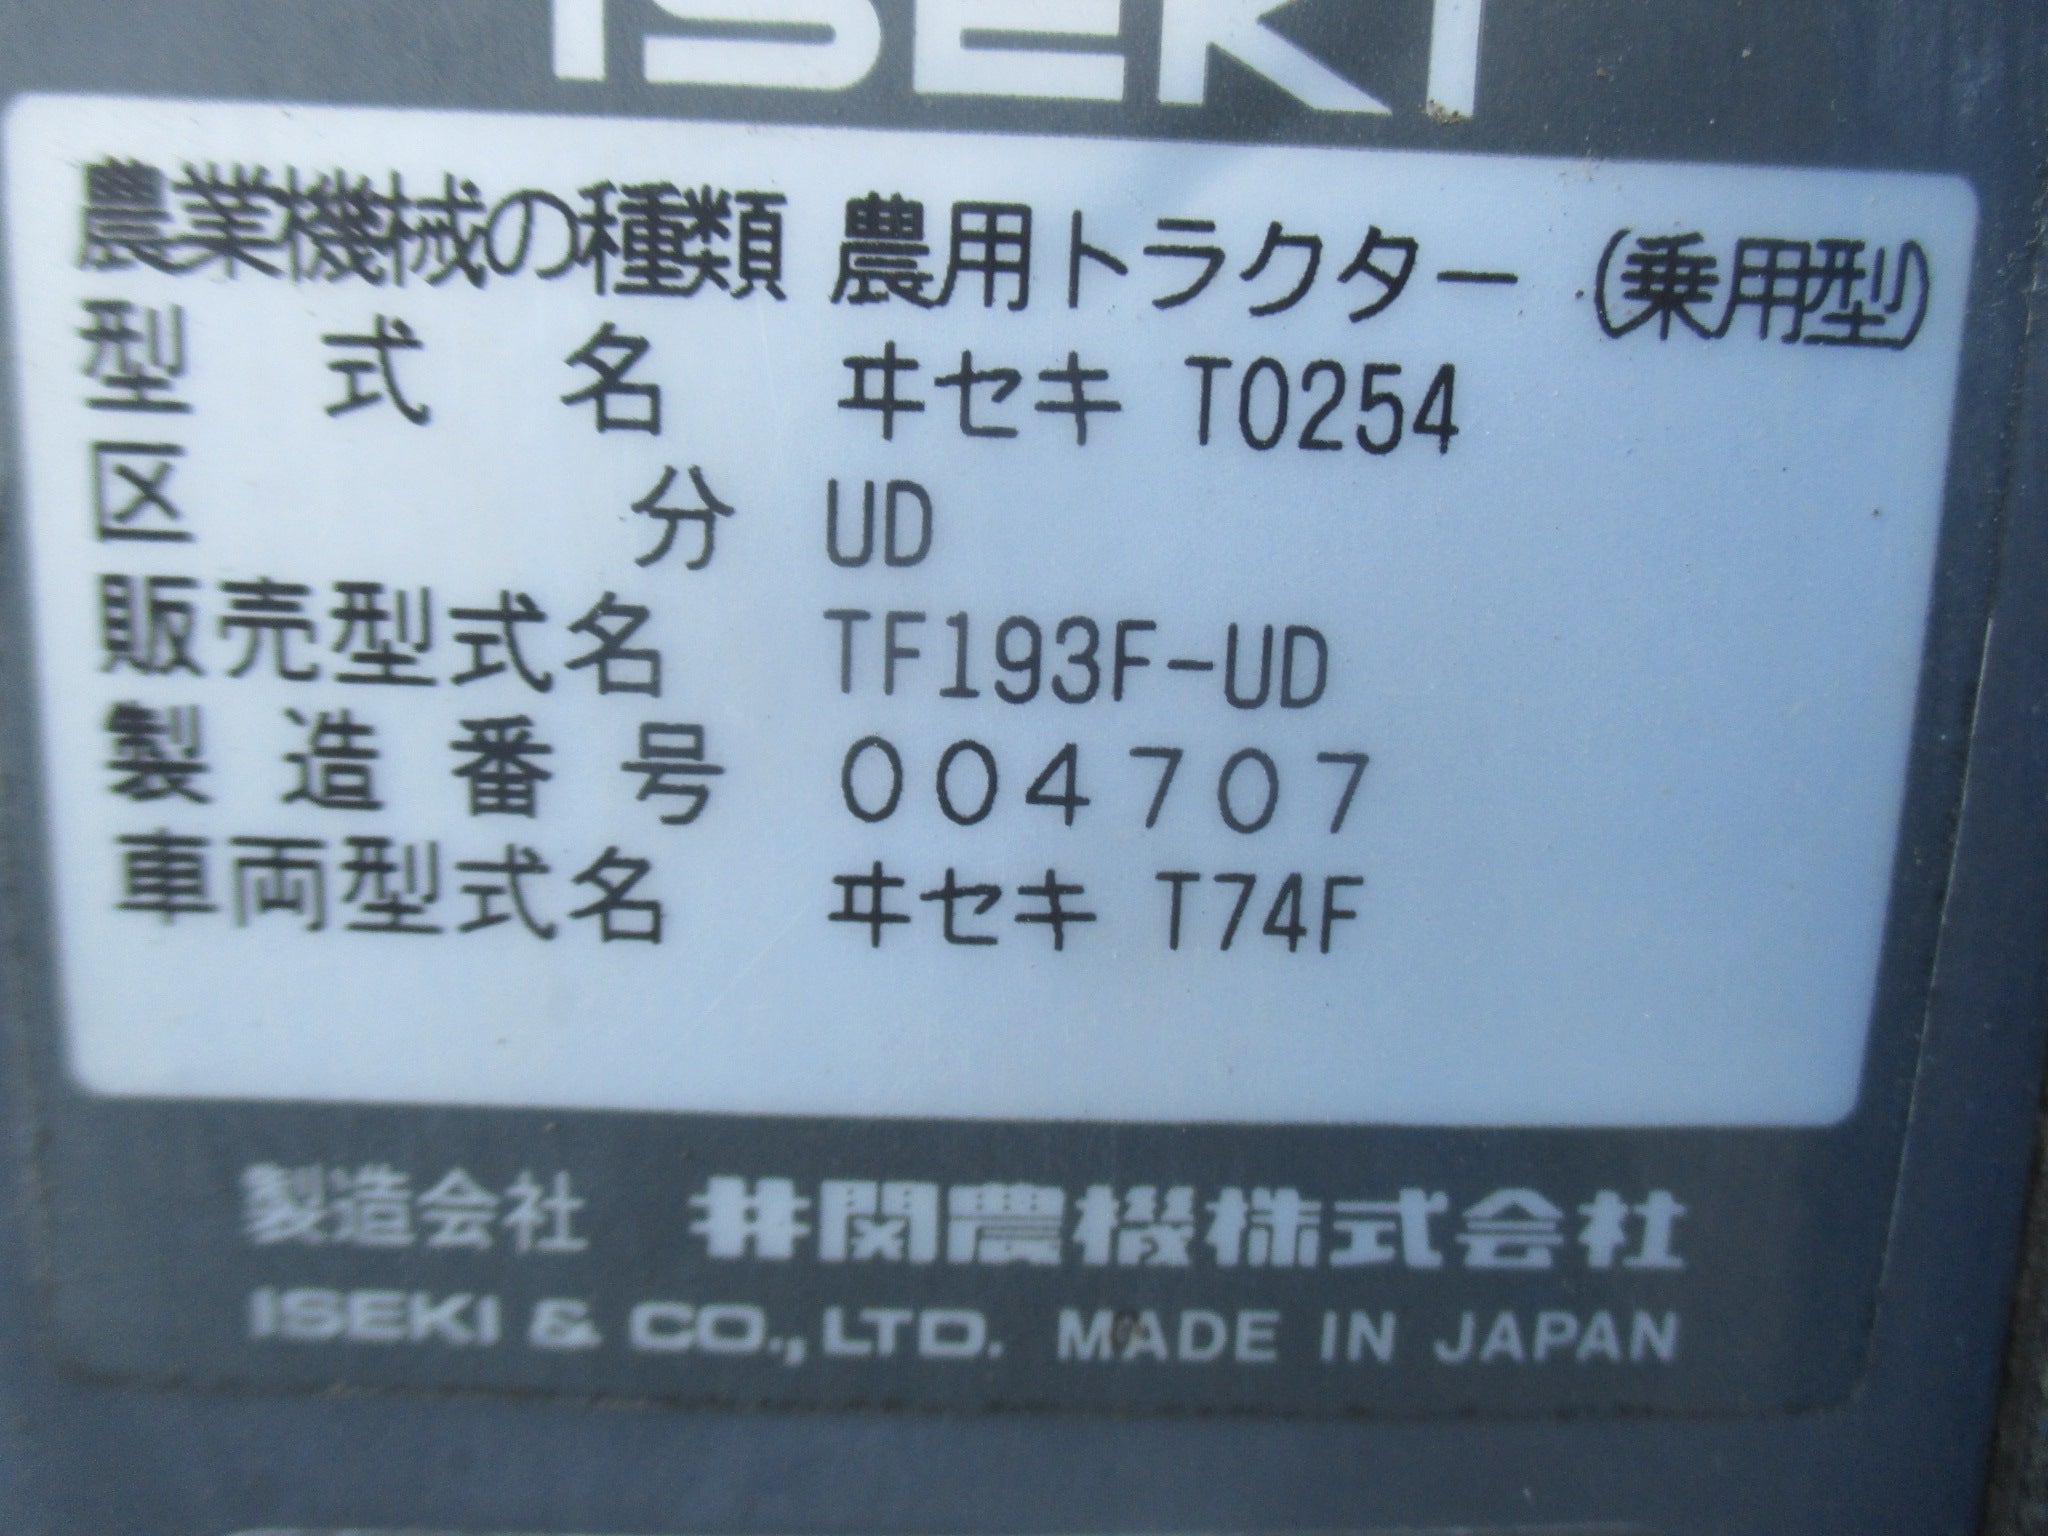 ISEKI
農業機械の種類 農用トラクター (乗用型)
型式名 ヰセキ T0254
区分 UD
販売型式名 TF193F-UD
製造番号 004707
車両型式名 ヰセキ T74F
製造会社 井関農機株式会社
ISEKI & CO., LTD. MADE IN JAPAN